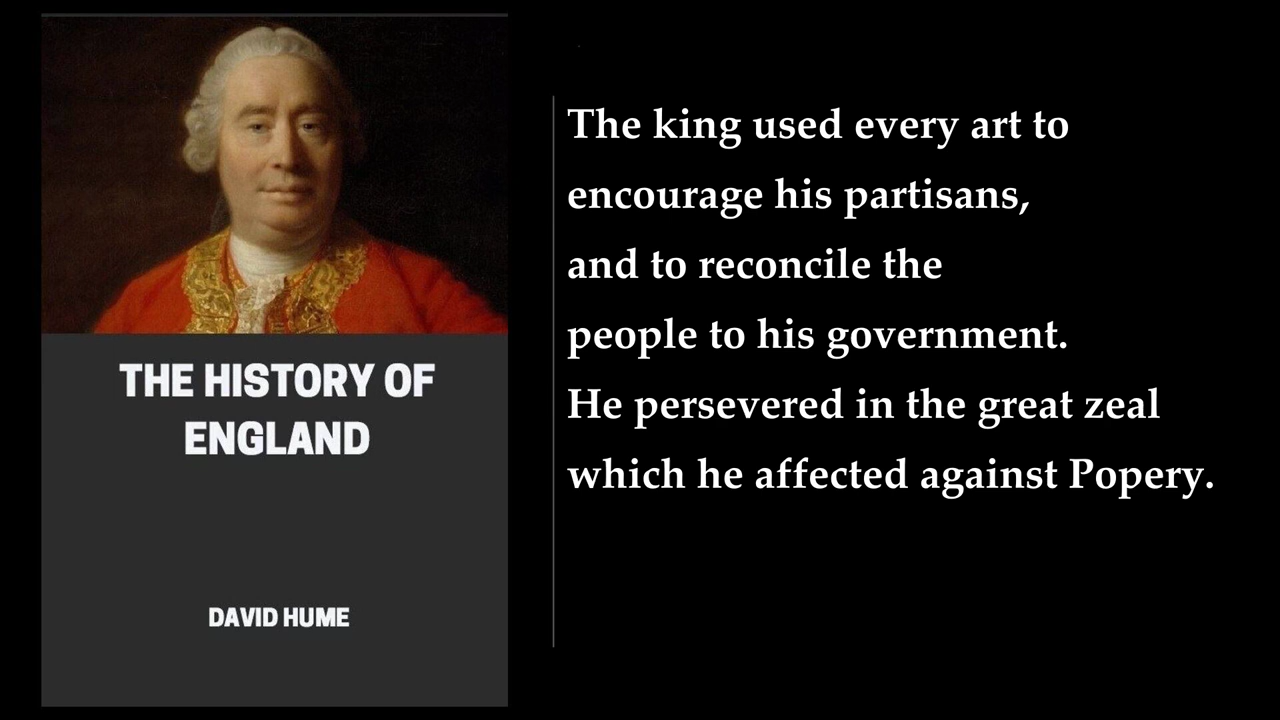 THE HISTORY OF
ENGLAND
DAVID HUME
The king used every art to
encourage his partisans,
and to reconcile the
people to his government.
He persevered in the great zeal
which he affected against Popery.